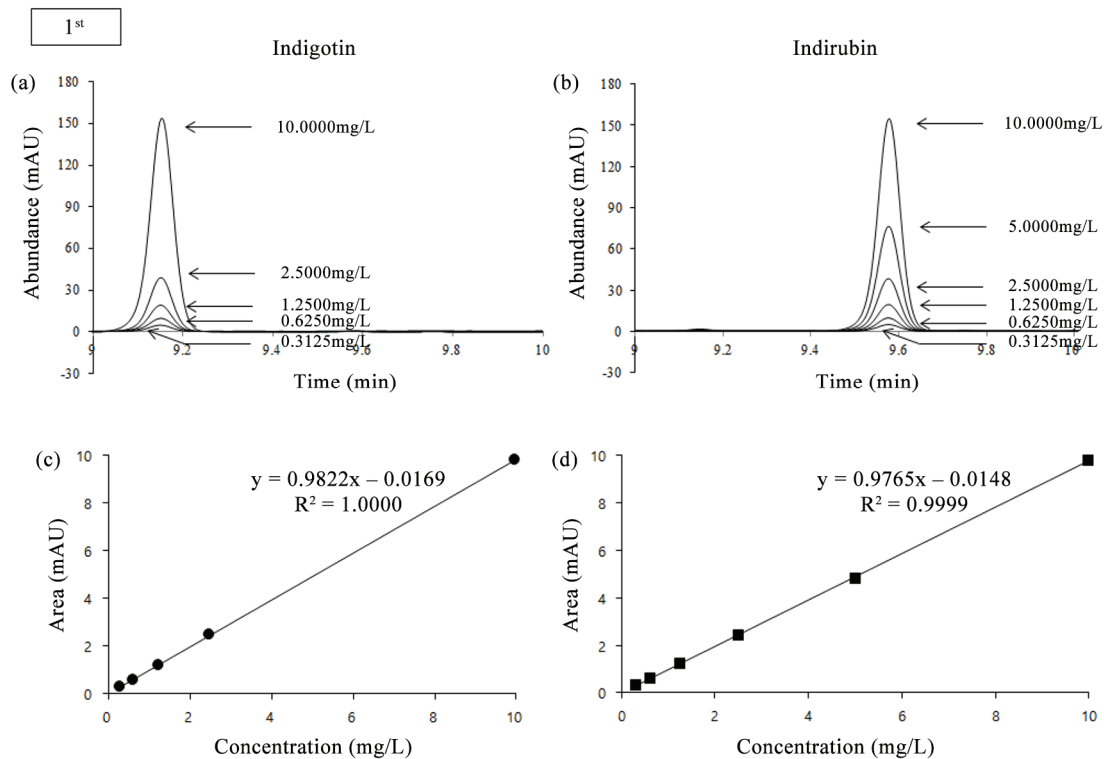 1st
Indigotin
Indirubin
(a)
180
150
120
90
60
30
0
-30
9
9.2
9.4
9.6
9.8
10
Abundance (mAU)
Time (min)
10.0000mg/L
2.5000mg/L
1.2500mg/L
0.6250mg/L
0.3125mg/L
(b)
180
150
120
90
60
30
0
-30
9
9.2
9.4
9.6
9.8
10
Abundance (mAU)
Time (min)
10.0000mg/L
5.0000mg/L
2.5000mg/L
1.2500mg/L
0.6250mg/L
0.3125mg/L
(c)
y = 0.9822x – 0.0169
R² = 1.0000
10
8
6
4
2
0
0
2
4
6
8
10
Area (mAU)
Concentration (mg/L)
(d)
y = 0.9765x – 0.0148
R² = 0.9999
10
8
6
4
2
0
0
2
4
6
8
10
Area (mAU)
Concentration (mg/L)